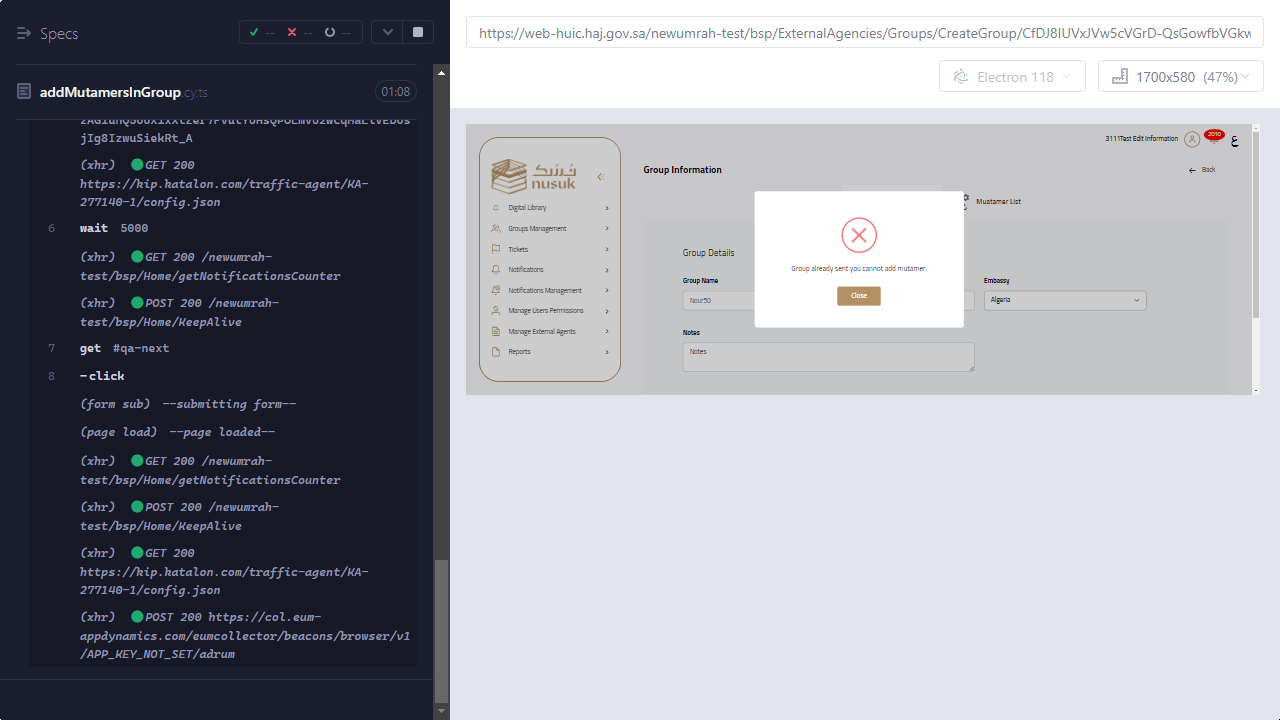 Specs
--
--
--
addMutamersInGroup.cy.ts
01:08
jIg8IzwuSiekRt_A
(xhr) GET 200
https://kip.katalon.com/traffic-agent/KA-
277140-1/config.json
6 wait 5000
(xhr) GET 200 /newumrah-
test/bsp/Home/getNotificationsCounter
(xhr) POST 200 /newumrah-
test/bsp/Home/KeepAlive
7 get #qa-next
8 -click
(form sub) --submitting form--
(page load) --page loaded--
(xhr) GET 200 /newumrah-
test/bsp/Home/getNotificationsCounter
(xhr) POST 200 /newumrah-
test/bsp/Home/KeepAlive
(xhr) GET 200
https://kip.katalon.com/traffic-agent/KA-
277140-1/config.json
(xhr) POST 200 https://col.eum-
appdynamics.com/eumcollector/beacons/browser/v1
/APP_KEY_NOT_SET/adrum
https://web-huic.haj.gov.sa/newumrah-test/bsp/ExternalAgencies/Groups/CreateGroup/CfDJ8IUVxJVw5cVGrD-QsGowfbVGkw
Electron 118
1700x580 (47%)
3111Test Edit Information
2010
ع
نُسُك
nusuk
Digital Library
Groups Management
Tickets
Notifications
Notifications Management
Manage Users Permissions
Manage External Agents
Reports
Group Information
Back
Muatamer List
Group Details
Group Name
Nour50
Embassy
Algeria
Notes
Notes
Group already sent you cannot add mutamer.
Close